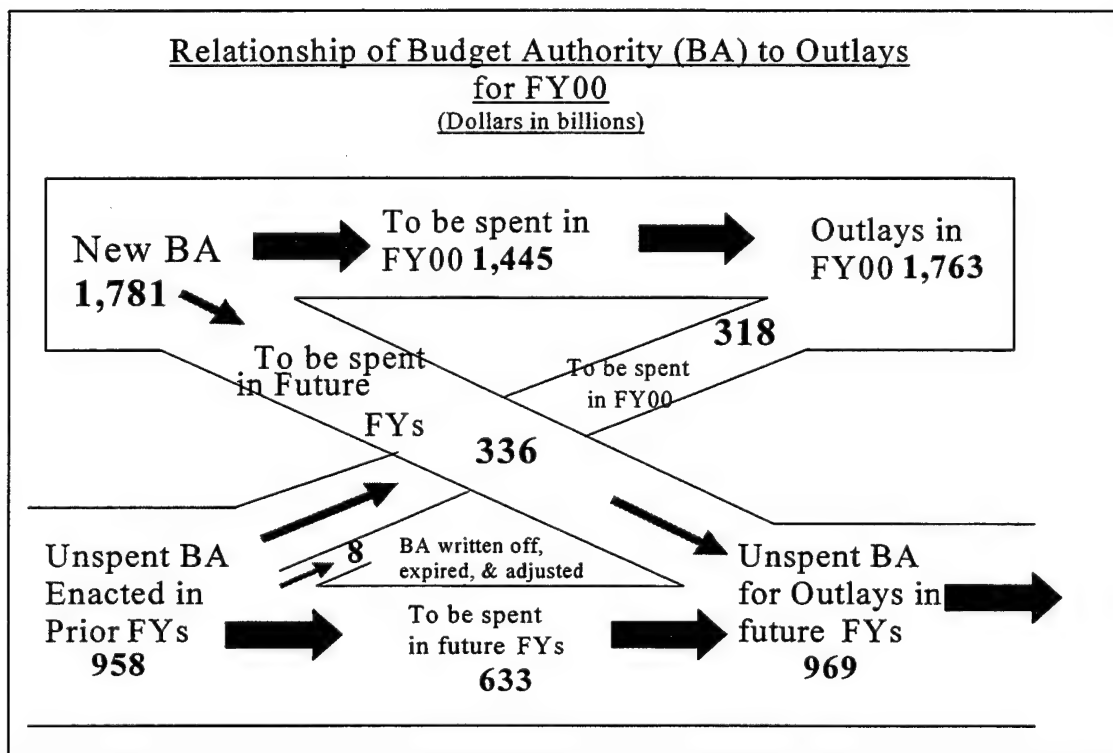 Relationship of Budget Authority (BA) to Outlays
for FY00
(Dollars in billions)
New BA
1,781
To be spent in
FY00 1,445
Outlays in
FY00 1,763
To be spent
in Future
FYs
336
318
To be spent
in FY00
Unspent BA
Enacted in
Prior FYs
958
8
BA written off,
expired, & adjusted
To be spent
in future FYs
633
Unspent BA
for Outlays in
future FYs
969